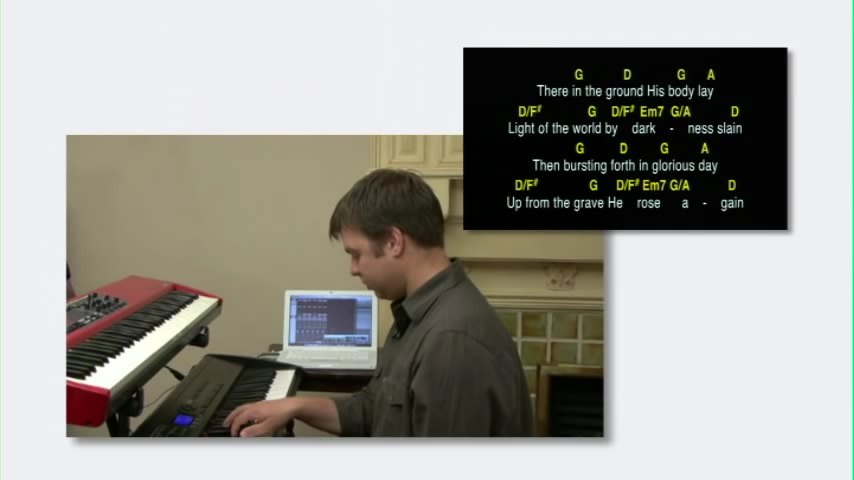 G D G A
There in the ground His body lay
D/F# G D/F# Em7 G/A D
Light of the world by dark - ness slain
G D G A
Then bursting forth in glorious day
D/F# G D/F# Em7 G/A D
Up from the grave He rose a - gain